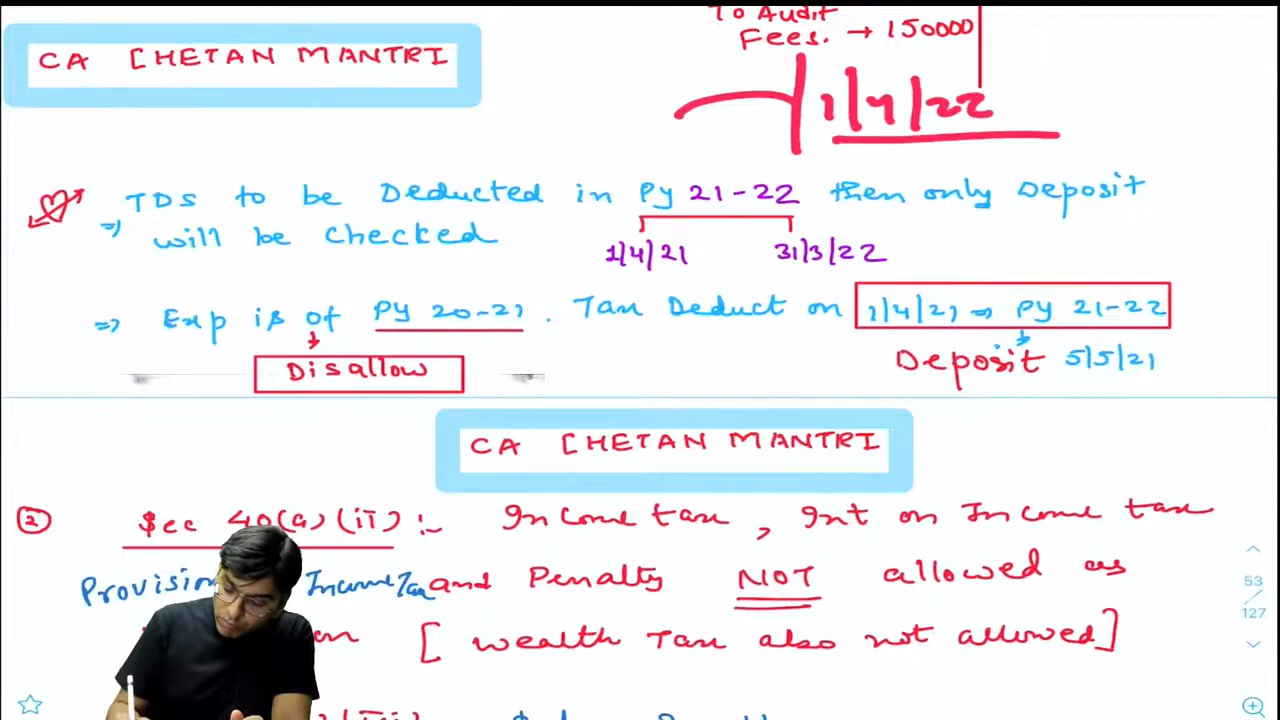 To Audit
Fees. → 150000
CA CHETAN MANTRI
1/4/22
TDS to be Deducted in Py 21-22 then only Deposit
⇒ will be checked
1/4/21 31/3/22
⇒ Exp is of PY 20-21. Tax Deduct on 1/4/21 ⇒ PY 21-22
Disallow
Deposit 5/5/21
CA CHETAN MANTRI
② Sec 40(a)(ii) :- Income tax, Int on Income tax
Provision Income Tax and Penalty NOT allowed as
[ wealth Tax also not allowed]
53
/
127